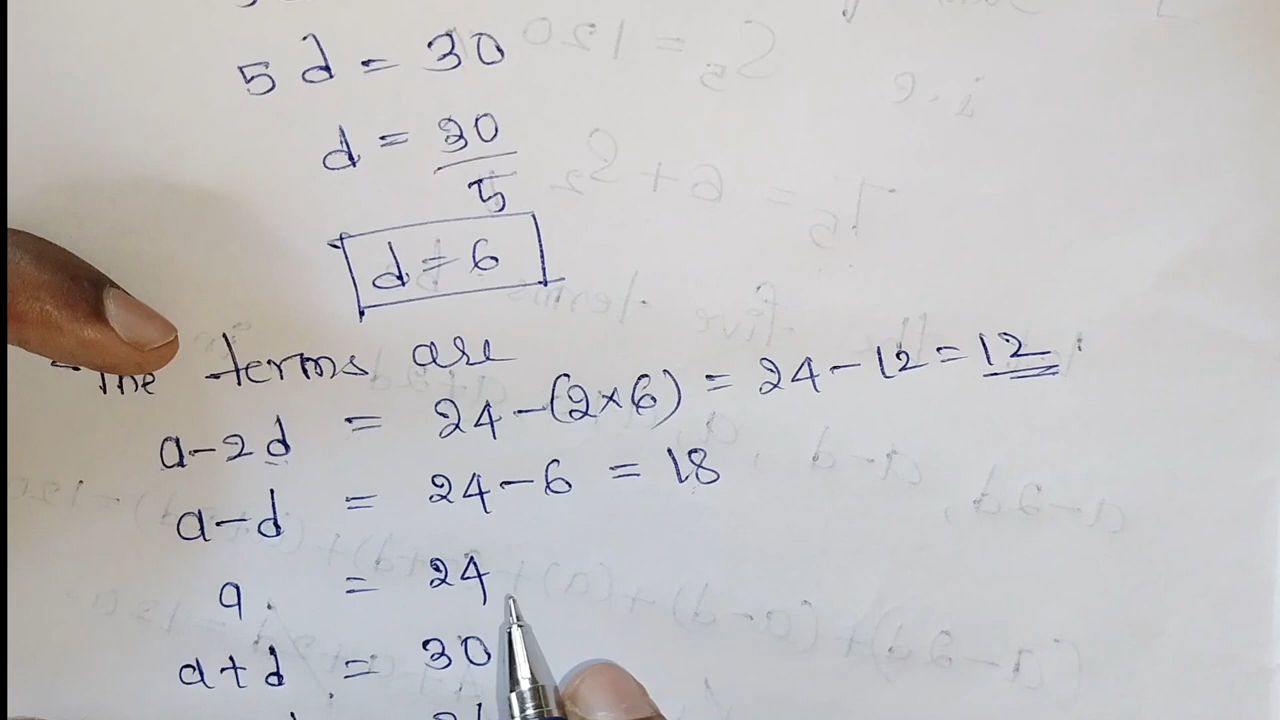 5d = 30
d = 30/5
d = 6
The terms are
a-2d = 24-(2×6) = 24-12 = 12
a-d = 24-6 = 18
a = 24
a+d = 30